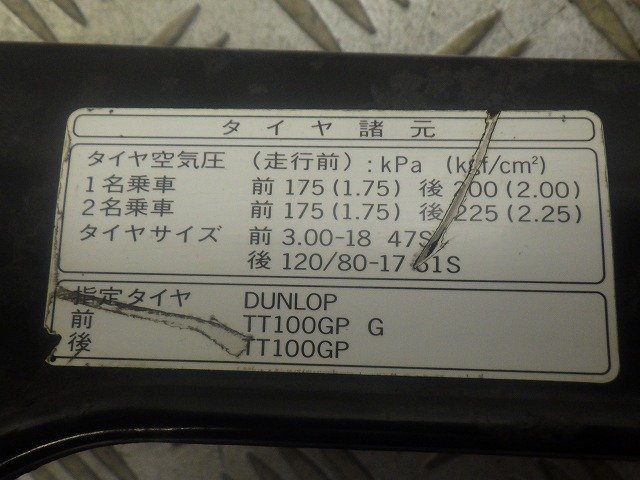 タイヤ諸元
タイヤ空気圧 (走行前):kPa (kgf/cm²)
1名乗車 前 175 (1.75) 後 200 (2.00)
2名乗車 前 175 (1.75) 後 225 (2.25)
タイヤサイズ 前 3.00-18 47S
後 120/80-17 61S
指定タイヤ DUNLOP
前 TT100GP G
後 TT100GP